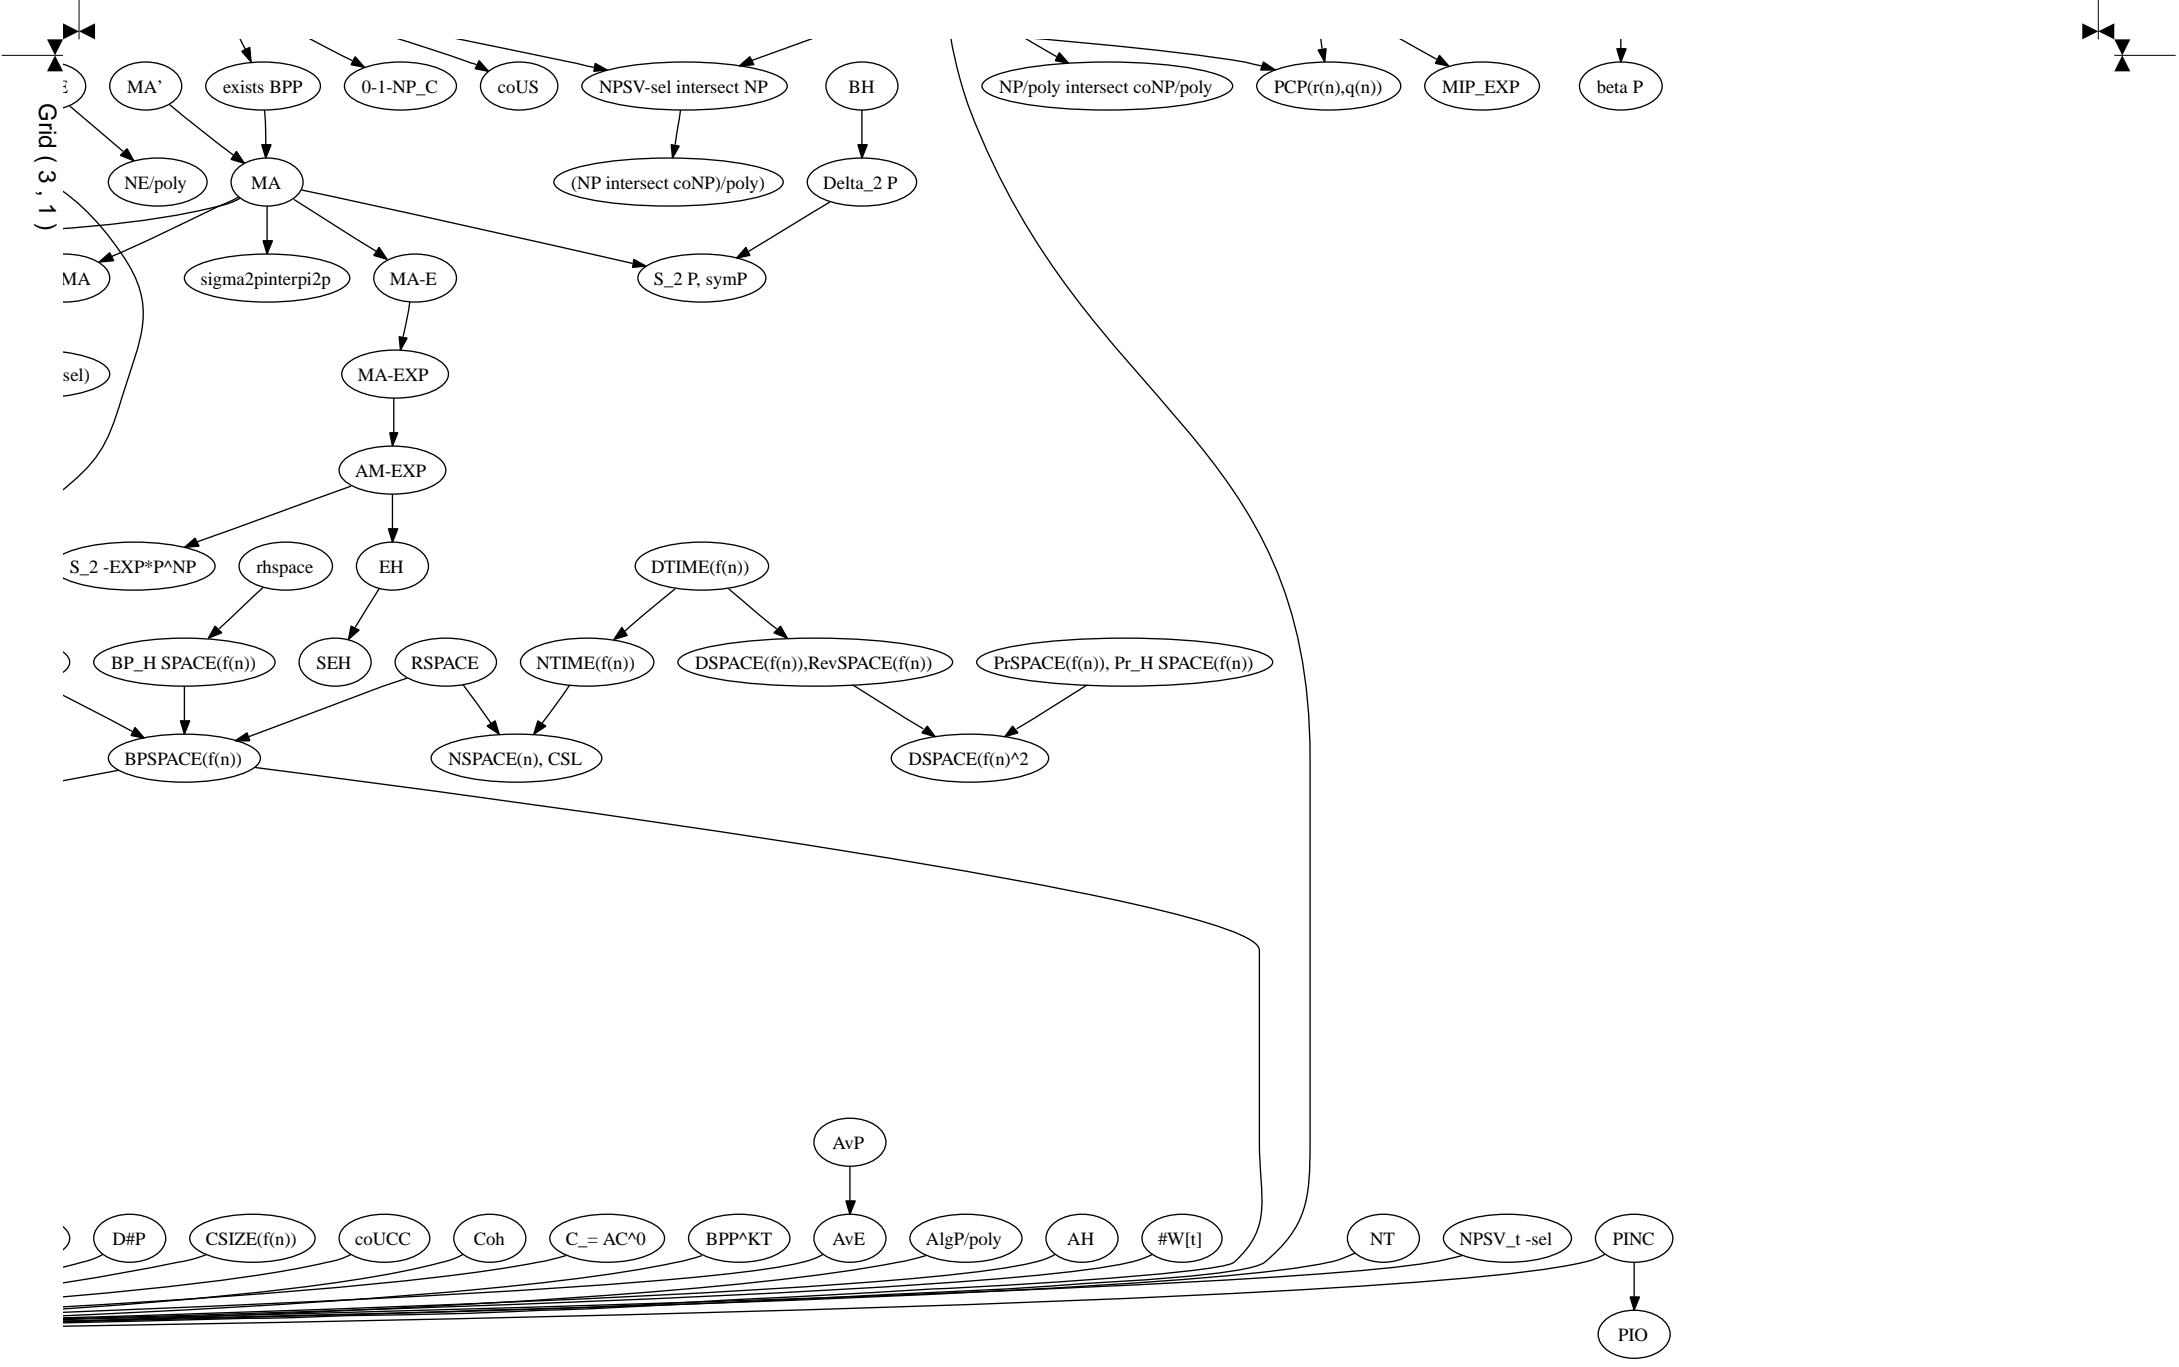 E
MA'
exists BPP
0-1-NP_C
coUS
NPSV-sel intersect NP
BH
NP/poly intersect coNP/poly
PCP(r(n),q(n))
MIP_EXP
beta P
Grid ( 3 , 1 )
NE/poly
MA
(NP intersect coNP)/poly)
Delta_2 P
MA
sigma2pinterpi2p
MA-E
S_2 P, symP
sel)
MA-EXP
AM-EXP
S_2 -EXP*P^NP
rhspace
EH
DTIME(f(n))
BP_H SPACE(f(n))
SEH
RSPACE
NTIME(f(n))
DSPACE(f(n)),RevSPACE(f(n))
PrSPACE(f(n)), Pr_H SPACE(f(n))
BPSPACE(f(n))
NSPACE(n), CSL
DSPACE(f(n)^2
AvP
D#P
CSIZE(f(n))
coUCC
Coh
C_= AC^0
BPP^KT
AvE
AlgP/poly
AH
#W[t]
NT
NPSV_t -sel
PINC
PIO